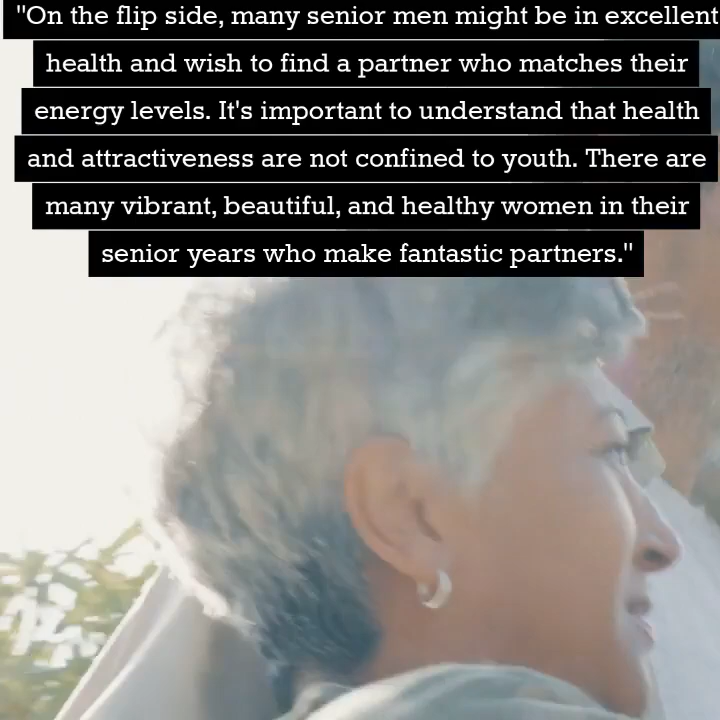 "On the flip side, many senior men might be in excellent
health and wish to find a partner who matches their
energy levels. It's important to understand that health
and attractiveness are not confined to youth. There are
many vibrant, beautiful, and healthy women in their
senior years who make fantastic partners."